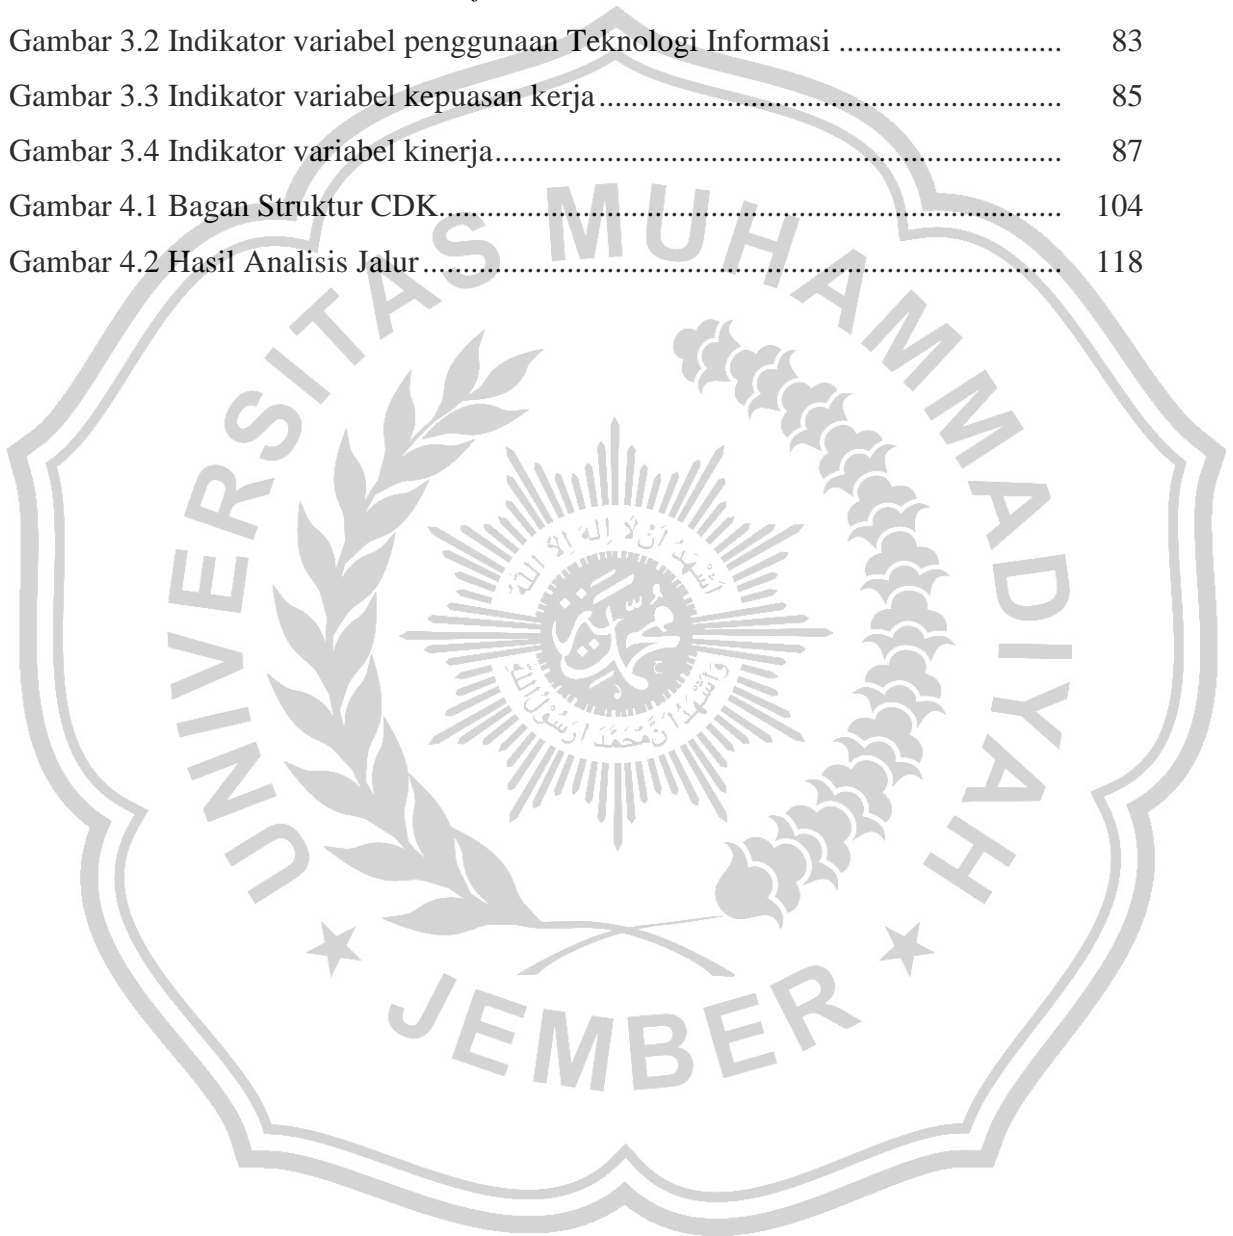 Gambar 3.2 Indikator variabel penggunaan Teknologi Informasi ............................ 83
Gambar 3.3 Indikator variabel kepuasan kerja .......................................................... 85
Gambar 3.4 Indikator variabel kinerja....................................................................... 87
Gambar 4.1 Bagan Struktur CDK.............................................................................. 104
Gambar 4.2 Hasil Analisis Jalur ................................................................................ 118
UNIVERSITAS MUHAMMADIYAH
JEMBER